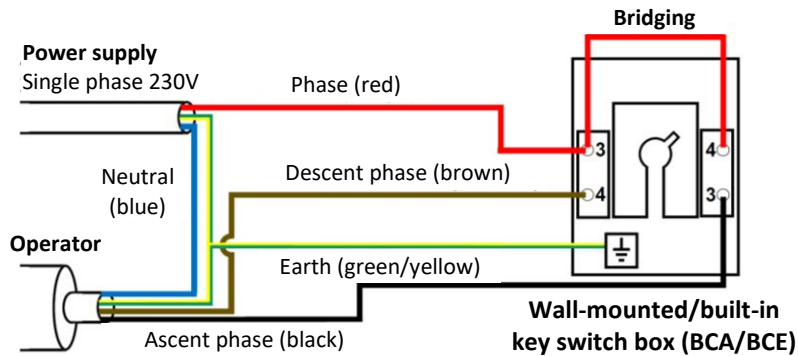 Bridging
Power supply
Single phase 230V
Phase (red)
3
4
Neutral
(blue)
Descent phase (brown)
4
3
Operator
Earth (green/yellow)
Ascent phase (black)
Wall-mounted/built-in
key switch box (BCA/BCE)